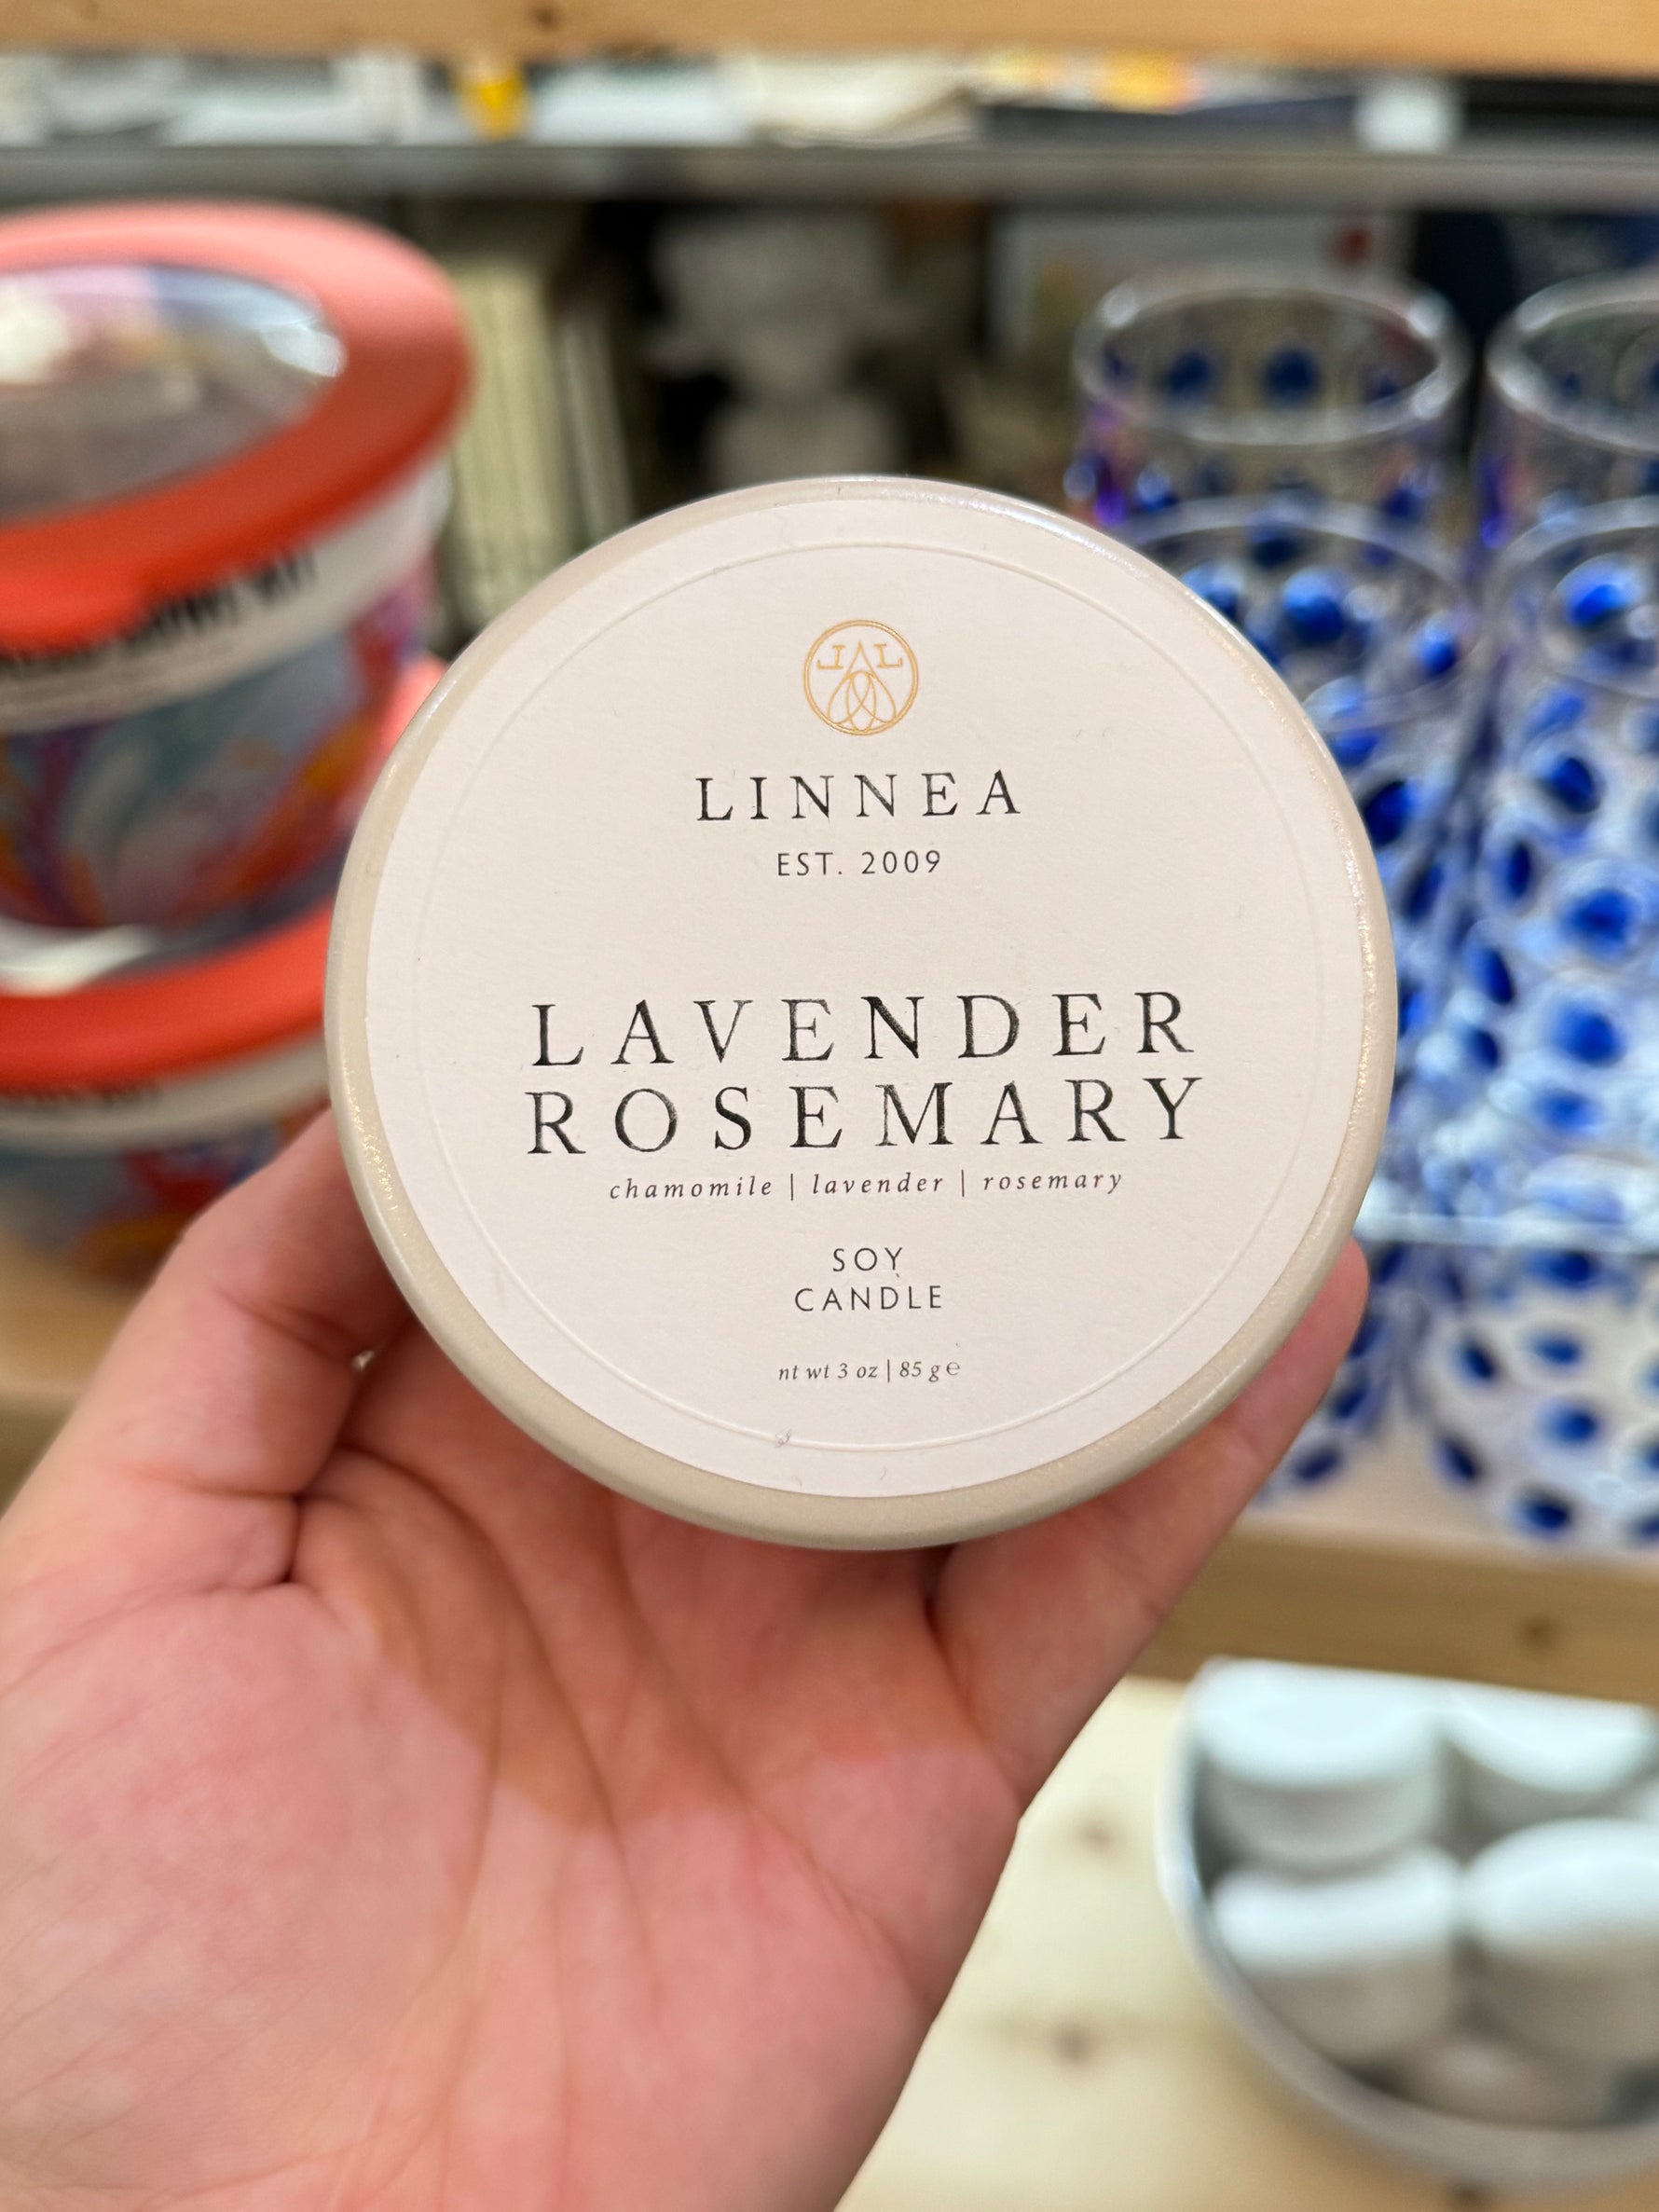 LINNEA
EST. 2009
LAVENDER
ROSEMARY
chamomile | lavender | rosemary
SOY
CANDLE
nt wt 3 oz | 85 g ℮